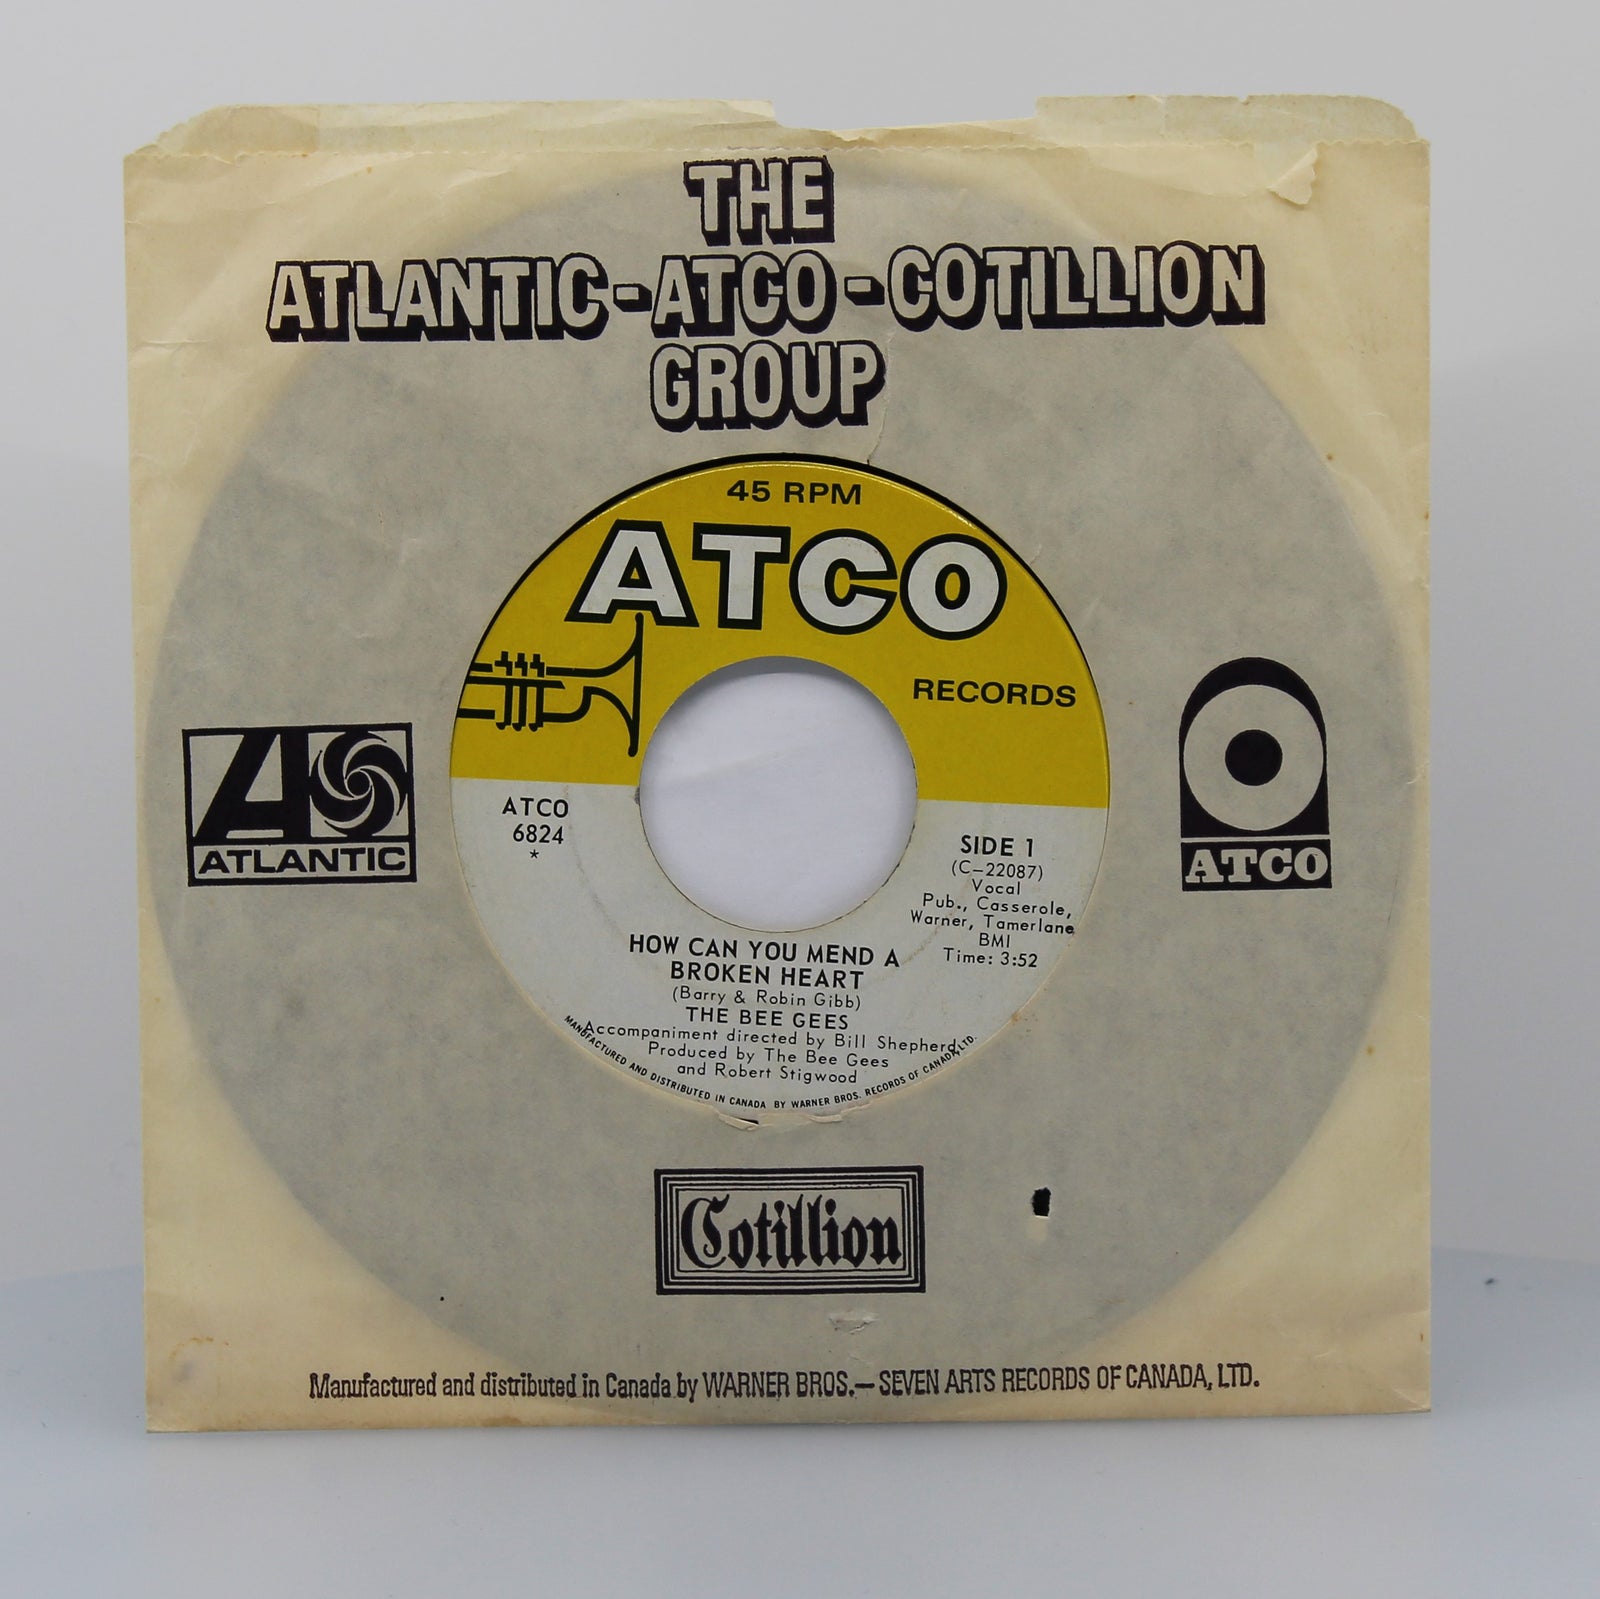 THE
ATLANTIC-ATCO-COTILLION
GROUP
45 RPM
ATCO
RECORDS
ATCO
6824
*
SIDE 1
(C-22087)
Vocal
Pub., Casserole,
Warner, Tamerlane
BMI
Time: 3:52
HOW CAN YOU MEND A
BROKEN HEART
(Barry & Robin Gibb)
THE BEE GEES
Accompaniment directed by Bill Shepherd
Produced by The Bee Gees
and Robert Stigwood
MANUFACTURED AND DISTRIBUTED IN CANADA BY WARNER BROS. RECORDS OF CANADA, LTD.
ATLANTIC
ATCO
Cotillion
Manufactured and distributed in Canada by WARNER BROS.— SEVEN ARTS RECORDS OF CANADA, LTD.